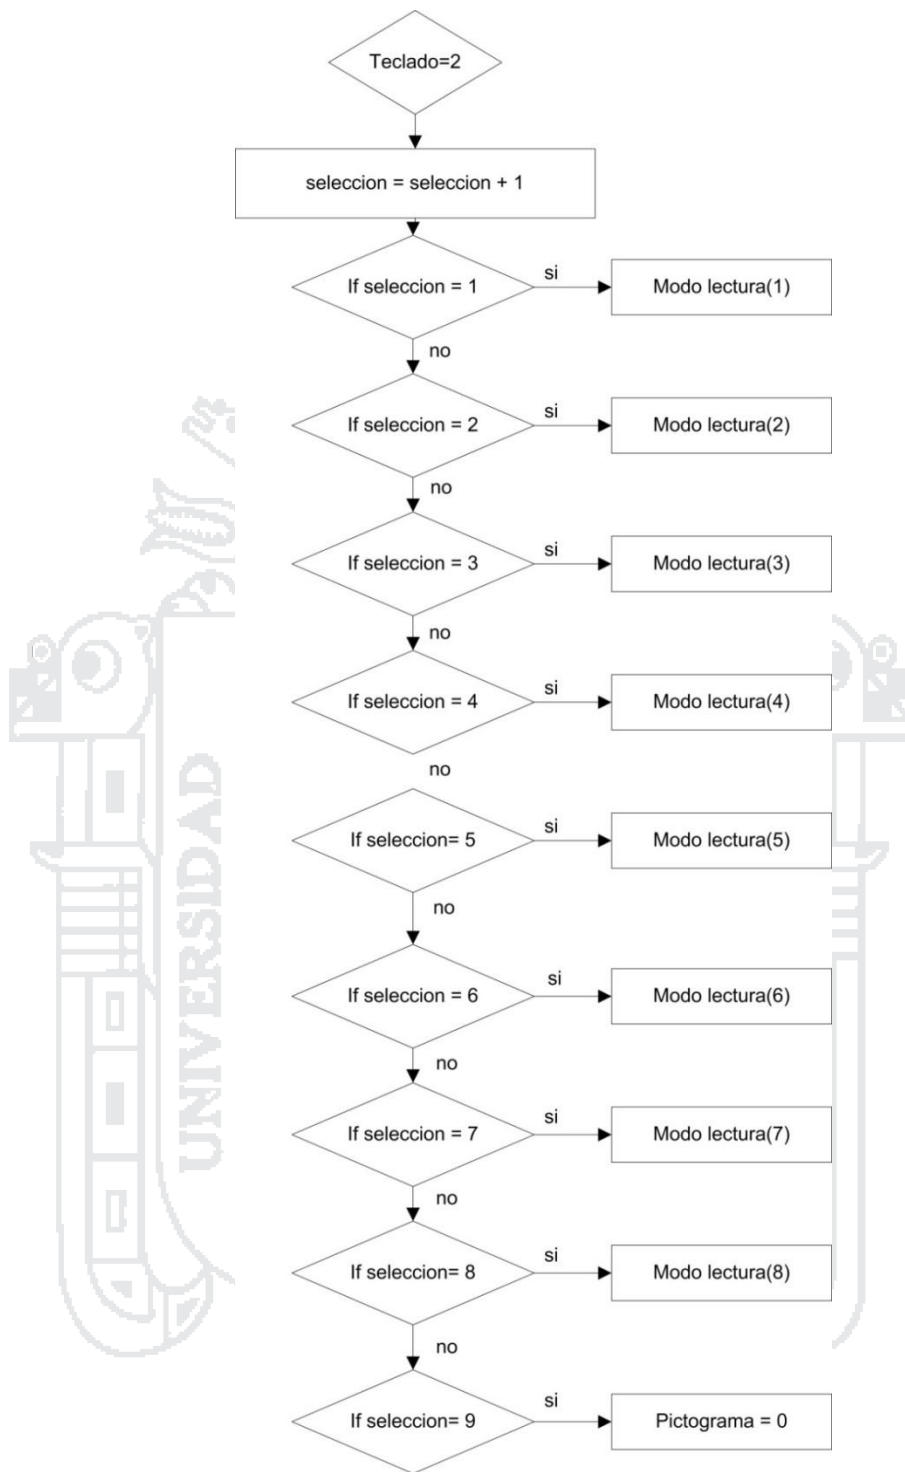 Teclado=2
seleccion = seleccion + 1
If seleccion = 1
si
Modo lectura(1)
no
If seleccion = 2
si
Modo lectura(2)
no
If seleccion = 3
si
Modo lectura(3)
no
If seleccion = 4
si
Modo lectura(4)
no
If seleccion= 5
si
Modo lectura(5)
no
If seleccion = 6
si
Modo lectura(6)
no
If seleccion = 7
si
Modo lectura(7)
no
If seleccion= 8
si
Modo lectura(8)
no
If seleccion= 9
si
Pictograma = 0
UNIVERSIDAD